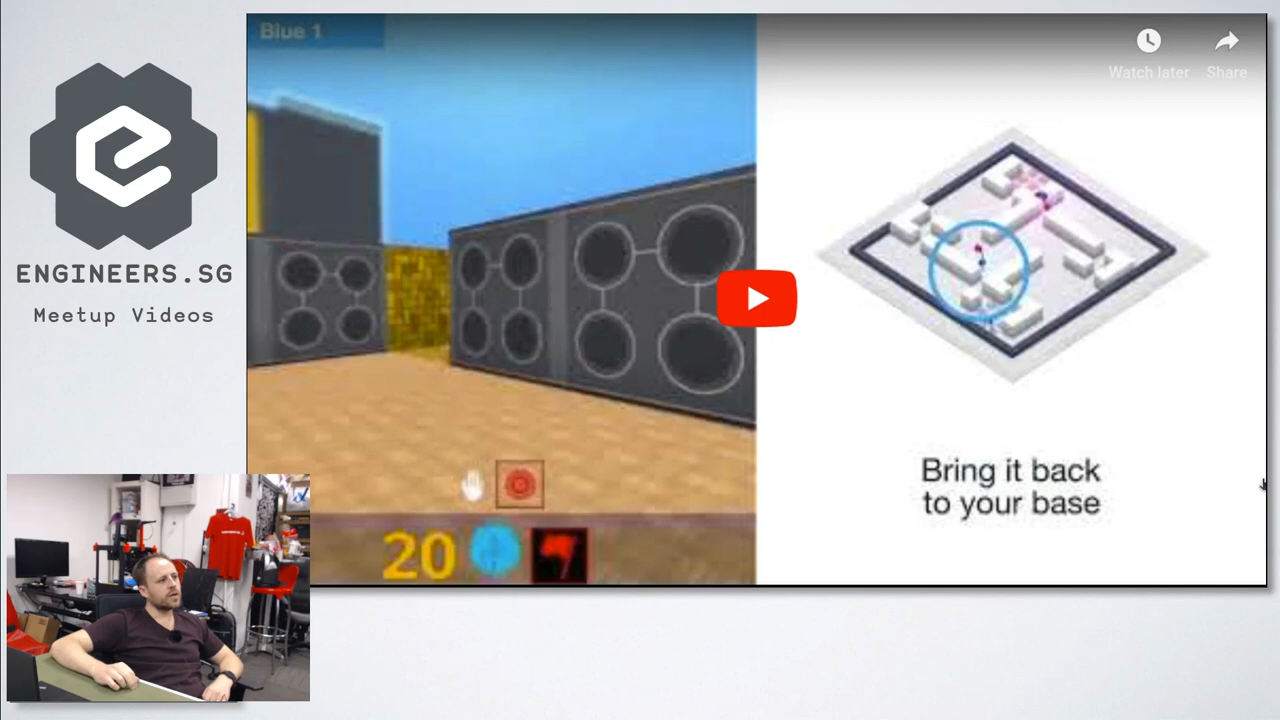 Blue 1
Watch later
Share
ENGINEERS.SG
Meetup Videos
Bring it back
to your base
20